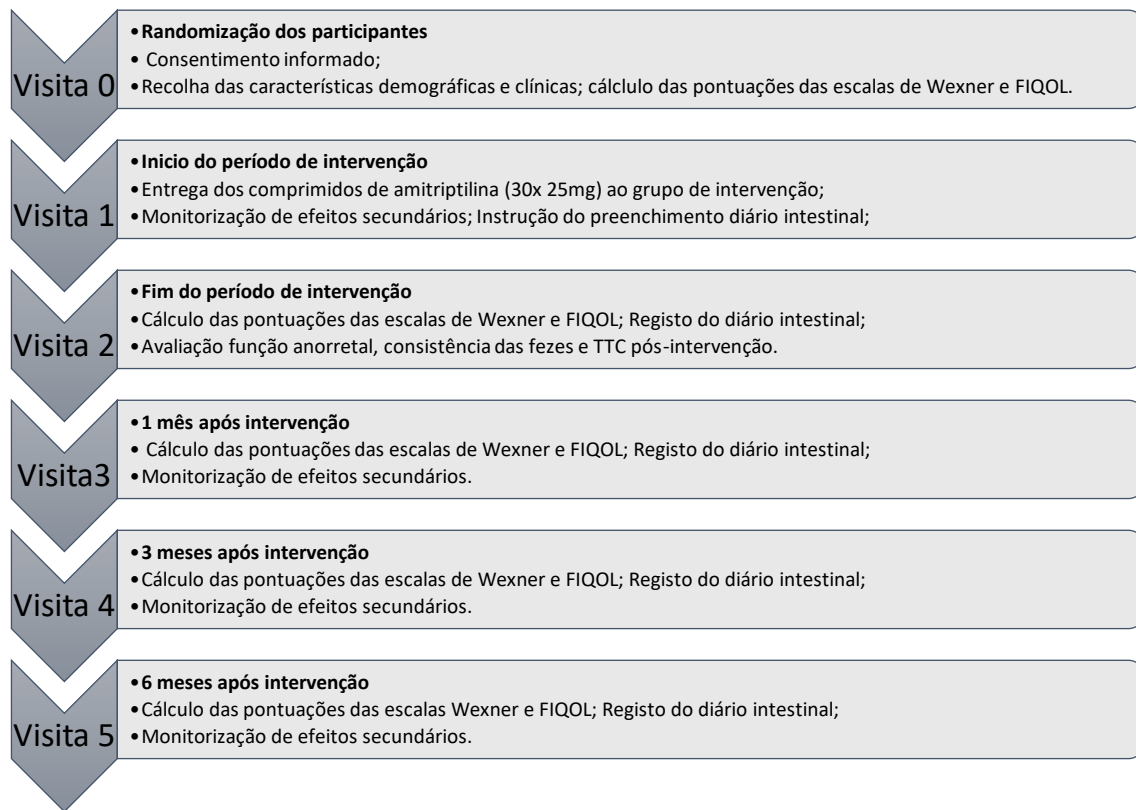 Visita 0
•Randomização dos participantes
• Consentimento informado;
•Recolha das características demográficas e clínicas; cálclulo das pontuações das escalas de Wexner e FIQOL.
Visita 1
•Inicio do período de intervenção
•Entrega dos comprimidos de amitriptilina (30x 25mg) ao grupo de intervenção;
•Monitorização de efeitos secundários; Instrução do preenchimento diário intestinal;
Visita 2
•Fim do período de intervenção
•Cálculo das pontuações das escalas de Wexner e FIQOL; Registo do diário intestinal;
•Avaliação função anorretal, consistência das fezes e TTC pós-intervenção.
Visita3
•1 mês após intervenção
• Cálculo das pontuações das escalas de Wexner e FIQOL; Registo do diário intestinal;
•Monitorização de efeitos secundários.
Visita 4
•3 meses após intervenção
•Cálculo das pontuações das escalas de Wexner e FIQOL; Registo do diário intestinal;
•Monitorização de efeitos secundários.
Visita 5
•6 meses após intervenção
•Cálculo das pontuações das escalas Wexner e FIQOL; Registo do diário intestinal;
•Monitorização de efeitos secundários.